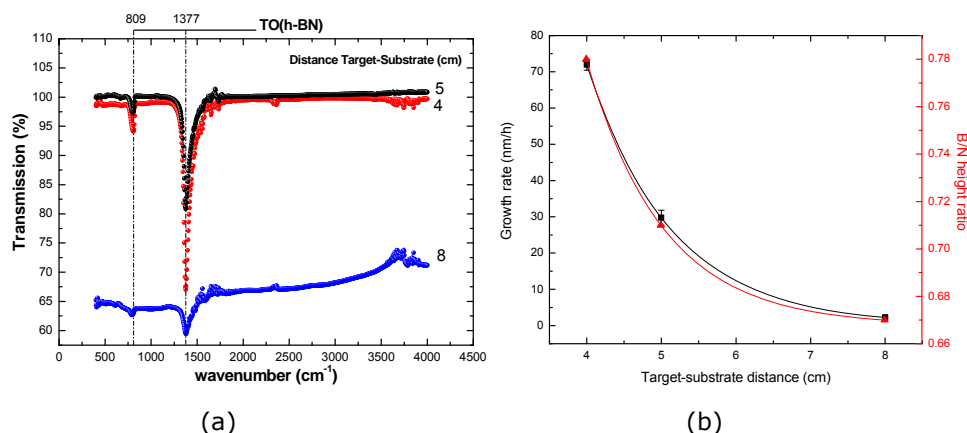 809 1377
TO(h-BN)
Distance Target-Substrate (cm)
5
4
8
110
105
100
95
90
85
80
75
70
65
60
Transmission (%)
0 500 1000 1500 2000 2500 3000 3500 4000 4500
wavenumber (cm⁻¹)
(a)
80
70
60
50
40
30
20
10
0
Growth rate (nm/h)
0.78
0.76
0.74
0.72
0.70
0.68
0.66
B/N height ratio
4 5 6 7 8
Target-substrate distance (cm)
(b)